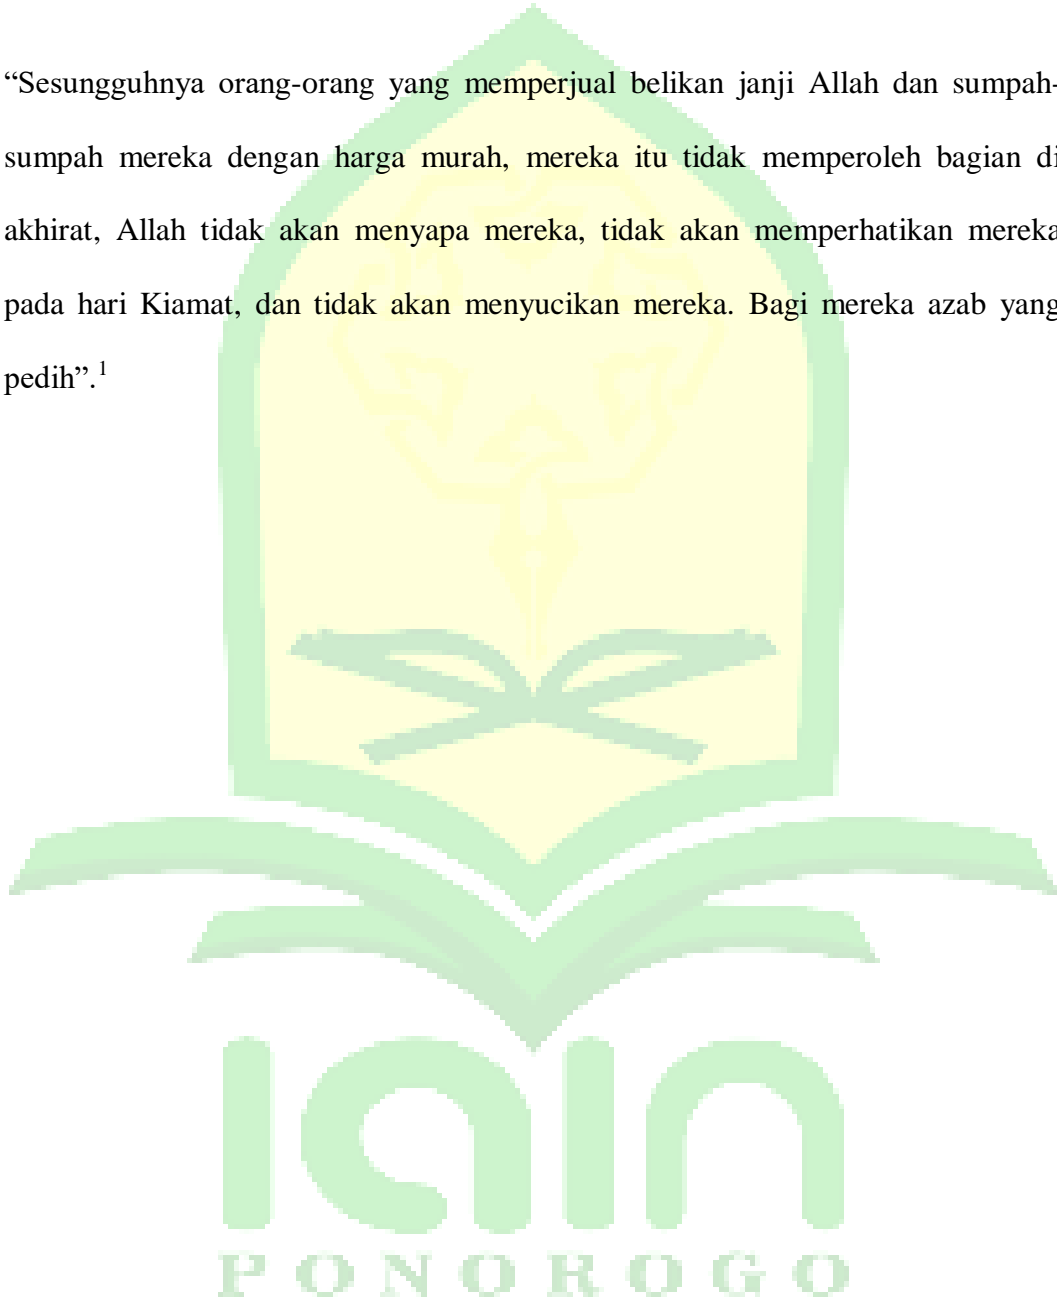 “Sesungguhnya orang-orang yang memperjual belikan janji Allah dan sumpah-
sumpah mereka dengan harga murah, mereka itu tidak memperoleh bagian di
akhirat, Allah tidak akan menyapa mereka, tidak akan memperhatikan mereka
pada hari Kiamat, dan tidak akan menyucikan mereka. Bagi mereka azab yang
pedih”.1
iain
PONOROGO